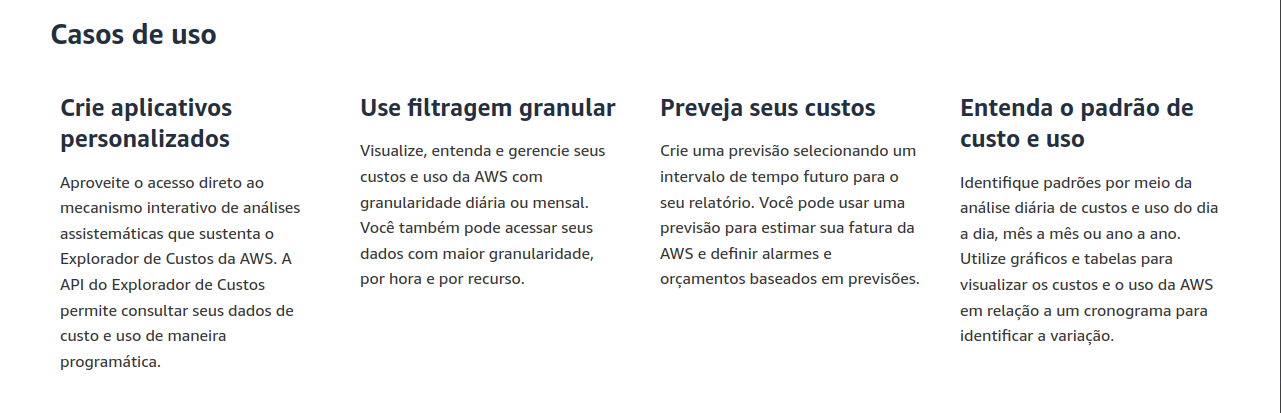 Casos de uso
Crie aplicativos
personalizados
Aproveite o acesso direto ao
mecanismo interativo de análises
assistemáticas que sustenta o
Explorador de Custos da AWS. A
API do Explorador de Custos
permite consultar seus dados de
custo e uso de maneira
programática.
Use filtragem granular
Visualize, entenda e gerencie seus
custos e uso da AWS com
granularidade diária ou mensal.
Você também pode acessar seus
dados com maior granularidade,
por hora e por recurso.
Preveja seus custos
Crie uma previsão selecionando um
intervalo de tempo futuro para o
seu relatório. Você pode usar uma
previsão para estimar sua fatura da
AWS e definir alarmes e
orçamentos baseados em previsões.
Entenda o padrão de
custo e uso
Identifique padrões por meio da
análise diária de custos e uso do dia
a dia, mês a mês ou ano a ano.
Utilize gráficos e tabelas para
visualizar os custos e o uso da AWS
em relação a um cronograma para
identificar a variação.